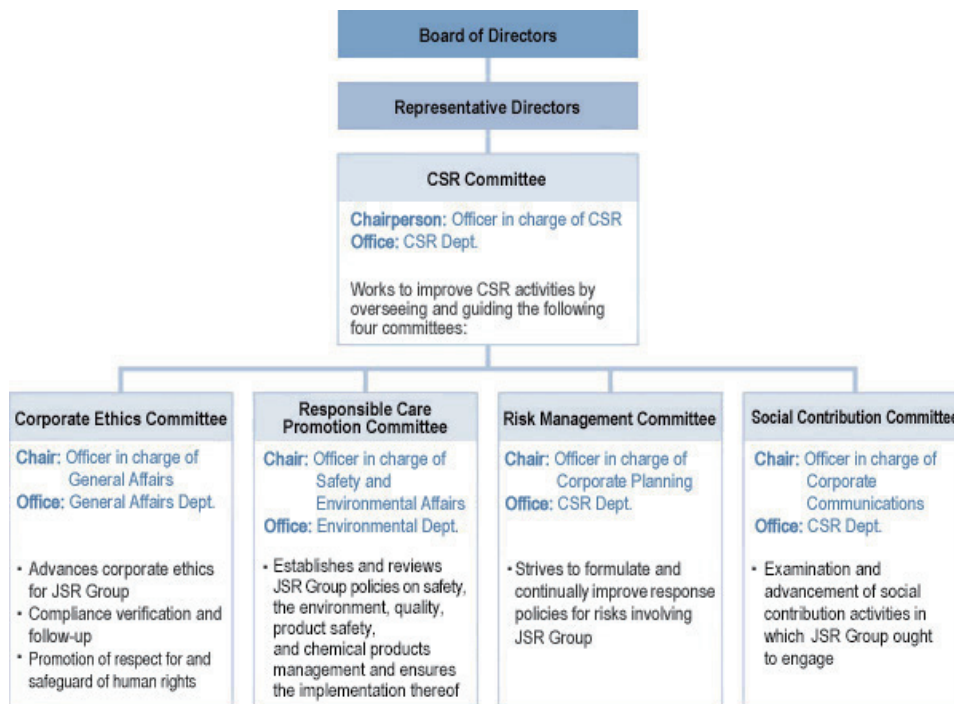 Board of Directors
Representative Directors
CSR Committee
Chairperson: Officer in charge of CSR
Office: CSR Dept.
Works to improve CSR activities by
overseeing and guiding the following
four committees:
Corporate Ethics Committee
Chair: Officer in charge of
General Affairs
Office: General Affairs Dept.
• Advances corporate ethics
for JSR Group
• Compliance verification and
follow-up
• Promotion of respect for and
safeguard of human rights
Responsible Care
Promotion Committee
Chair: Officer in charge of
Safety and
Environmental Affairs
Office: Environmental Dept.
• Establishes and reviews
JSR Group policies on safety,
the environment, quality,
product safety,
and chemical products
management and ensures
the implementation thereof
Risk Management Committee
Chair: Officer in charge of
Corporate Planning
Office: CSR Dept.
• Strives to formulate and
continually improve response
policies for risks involving
JSR Group
Social Contribution Committee
Chair: Officer in charge of
Corporate
Communications
Office: CSR Dept.
• Examination and
advancement of social
contribution activities in
which JSR Group ought
to engage